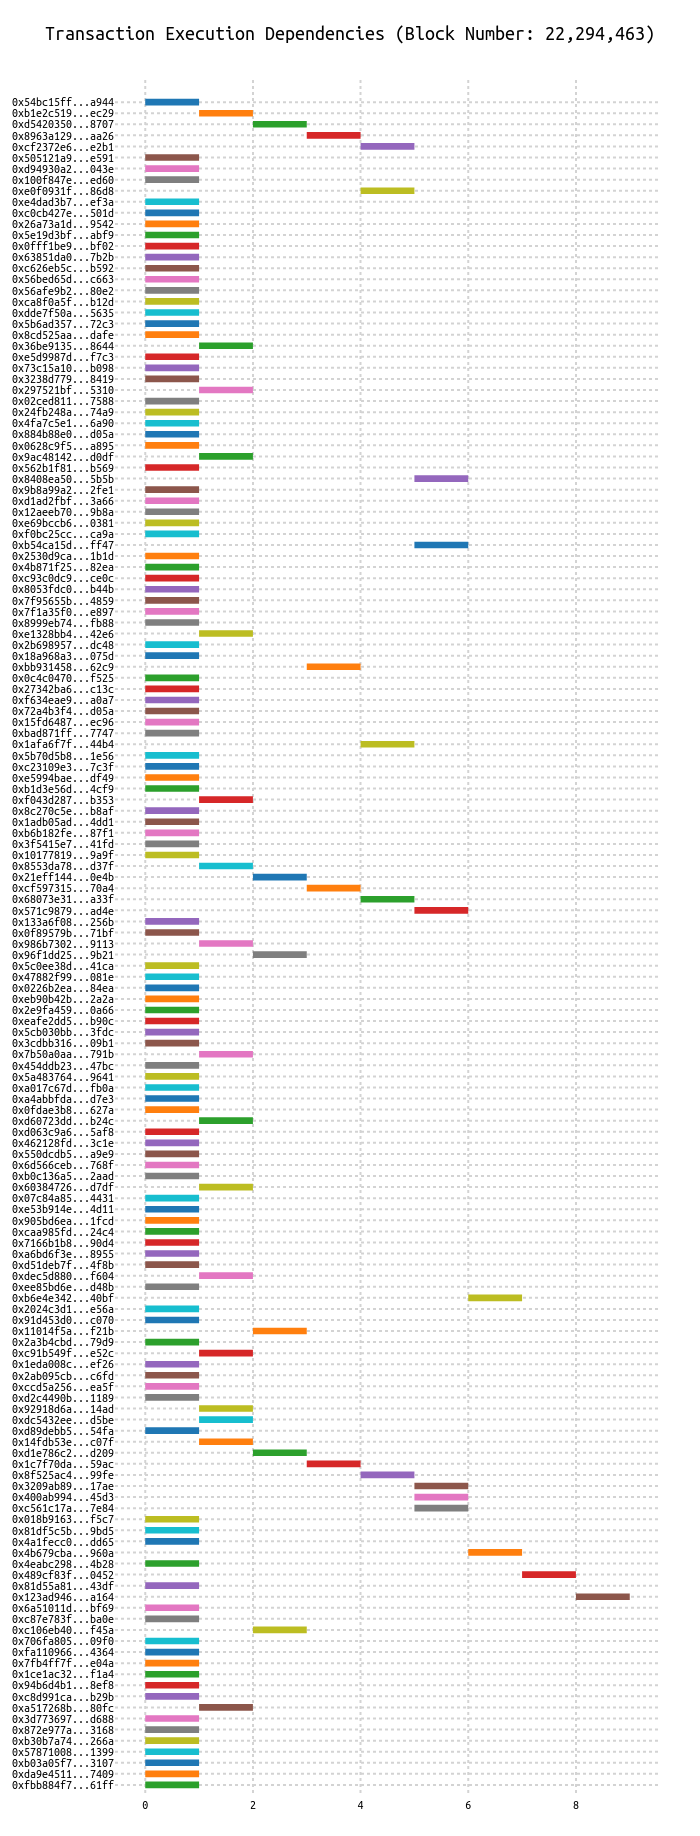 Transaction Execution Dependencies (Block Number: 22,294,463)
0x54bc15ff...a944
0xb1e2c519...ec29
0xd5420350...8707
0x8963a129...aa26
0xcf2372e6...e2b1
0x505121a9...e591
0xd94930a2...043e
0x100f847e...ed60
0xe0f0931f...86d8
0xe4dad3b7...ef3a
0xc0cb427e...501d
0x26a73a1d...9542
0x5e19d3bf...abf9
0x0fff1be9...bf02
0x63851da0...7b2b
0xc626eb5c...b592
0x56bed65d...c663
0x56afe9b2...80e2
0xca8f0a5f...b12d
0xdde7f50a...5635
0x5b6ad357...72c3
0x8cd525aa...dafe
0x36be9135...8644
0xe5d9987d...f7c3
0x73c15a10...b098
0x3238d779...8419
0x297521bf...5310
0x02ced811...7588
0x24fb248a...74a9
0x4fa7c5e1...6a90
0x884b88e0...d05a
0x0628c9f5...a895
0x9ac48142...d0df
0x562b1f81...b569
0x8408ea50...5b5b
0x9b8a99a2...2fe1
0xd1ad2fbf...3a66
0x12aeeb70...9b8a
0xe69bccb6...0381
0xf0bc25cc...ca9a
0xb54ca15d...ff47
0x2530d9ca...1b1d
0x4b871f25...82ea
0xc93c0dc9...ce0c
0x8053fdc0...b44b
0x7f95655b...4859
0x7f1a35f0...e897
0x8999eb74...fb88
0xe1328bb4...42e6
0x2b698957...dc48
0x18a968a3...075d
0xbb931458...62c9
0x0c4c0470...f525
0x27342ba6...c13c
0xf634eae9...a0a7
0x72a4b3f4...d05a
0x15fd6487...ec96
0xbad871ff...7747
0x1afa6f7f...44b4
0x5b70d5b8...1e56
0xc23109e3...7c3f
0xe5994bae...df49
0xb1d3e56d...4cf9
0xf043d287...b353
0x8c270c5e...b8af
0x1adb05ad...4dd1
0xb6b182fe...87f1
0x3f5415e7...41fd
0x10177819...9a9f
0x8553da78...d37f
0x21eff144...0e4b
0xcf597315...70a4
0x68073e31...a33f
0x571c9879...ad4e
0x133a6f08...256b
0x0f89579b...71bf
0x986b7302...9113
0x96f1dd25...9b21
0x5c0ee38d...41ca
0x47882f99...081e
0x0226b2ea...84ea
0xeb90b42b...2a2a
0x2e9fa459...0a66
0xeafe2dd5...b90c
0x5cb030bb...3fdc
0x3cdbb316...09b1
0x7b50a0aa...791b
0x454ddb23...47bc
0x5a483764...9641
0xa017c67d...fb0a
0xa4abbfda...d7e3
0x0fdae3b8...627a
0xd60723dd...b24c
0xd063c9a6...5af8
0x462128fd...3c1e
0x550dcdb5...a9e9
0x6d566ceb...768f
0xb0c136a5...2aad
0x60384726...d7df
0x07c84a85...4431
0xe53b914e...4d11
0x905bd6ea...1fcd
0xcaa985fd...24c4
0x7166b1b8...90d4
0xa6bd6f3e...8955
0xd51deb7f...4f8b
0xdec5d880...f604
0xee85bd6e...d48b
0xb6e4e342...40bf
0x2024c3d1...e56a
0x91d453d0...c070
0x11014f5a...f21b
0x2a3b4cbd...79d9
0xc91b549f...e52c
0x1eda008c...ef26
0x2ab095cb...c6fd
0xccd5a256...ea5f
0xd2c4490b...1189
0x92918d6a...14ad
0xdc5432ee...d5be
0xd89debb5...54fa
0x14fdb53e...c07f
0xd1e786c2...d209
0x1c7f70da...59ac
0x8f525ac4...99fe
0x3209ab89...17ae
0x400ab994...45d3
0xc561c17a...7e84
0x018b9163...f5c7
0x81df5c5b...9bd5
0x4a1fecc0...dd65
0x4b679cba...960a
0x4eabc298...4b28
0x489cf83f...0452
0x81d55a81...43df
0x123ad946...a164
0x6a51011d...bf69
0xc87e783f...ba0e
0xc106eb40...f45a
0x706fa805...09f0
0xfa110966...4364
0x7fb4ff7f...e04a
0x1ce1ac32...f1a4
0x94b6d4b1...8ef8
0xc8d991ca...b29b
0xa517268b...80fc
0x3d773697...d688
0x872e977a...3168
0xb30b7a74...266a
0x57871008...1399
0xb03a05f7...3107
0xda9e4511...7409
0xfbb884f7...61ff
0 2 4 6 8